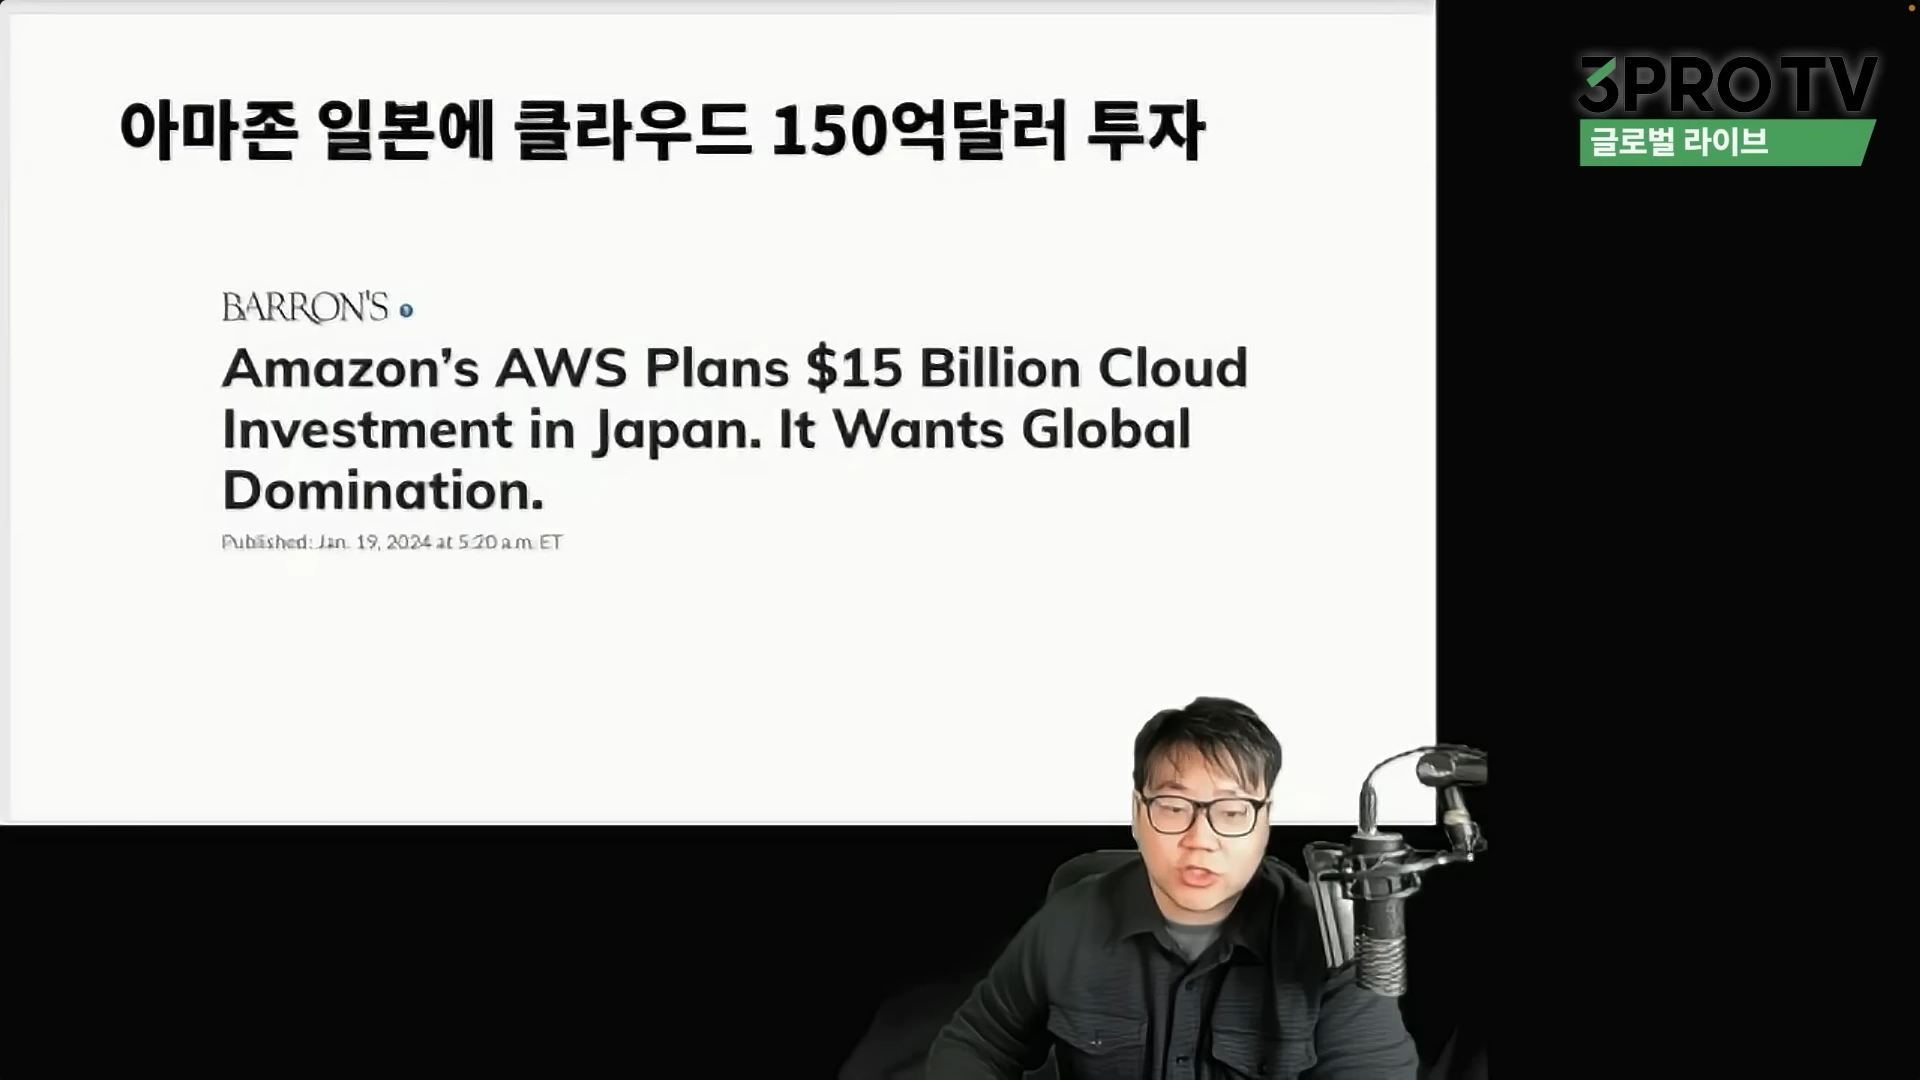 아마존 일본에 클라우드 150억달러 투자
3PRO TV
글로벌 라이브
BARRON'S
Amazon's AWS Plans $15 Billion Cloud
Investment in Japan. It Wants Global
Domination.
Published: Jan. 19, 2024 at 5:20 a.m. ET